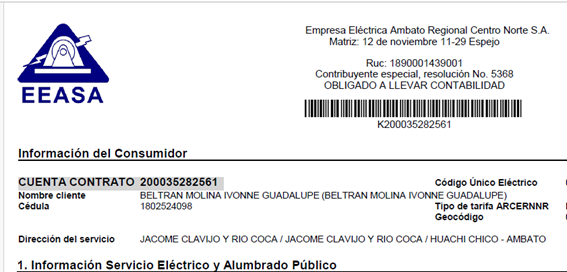 EEASA
Empresa Eléctrica Ambato Regional Centro Norte S.A.
Matriz: 12 de noviembre 11-29 Espejo
Ruc: 1890001439001
Contribuyente especial, resolución No. 5368
OBLIGADO A LLEVAR CONTABILIDAD
K200035282561
Información del Consumidor
CUENTA CONTRATO 200035282561 Código Único Eléctrico
Nombre cliente BELTRAN MOLINA IVONNE GUADALUPE (BELTRAN MOLINA IVONNE GUADALUPE)
Cédula 1802524098 Tipo de tarifa ARCERNNR
Geocódigo
Dirección del servicio JACOME CLAVIJO Y RIO COCA / JACOME CLAVIJO Y RIO COCA / HUACHI CHICO - AMBATO
1. Información Servicio Eléctrico y Alumbrado Público